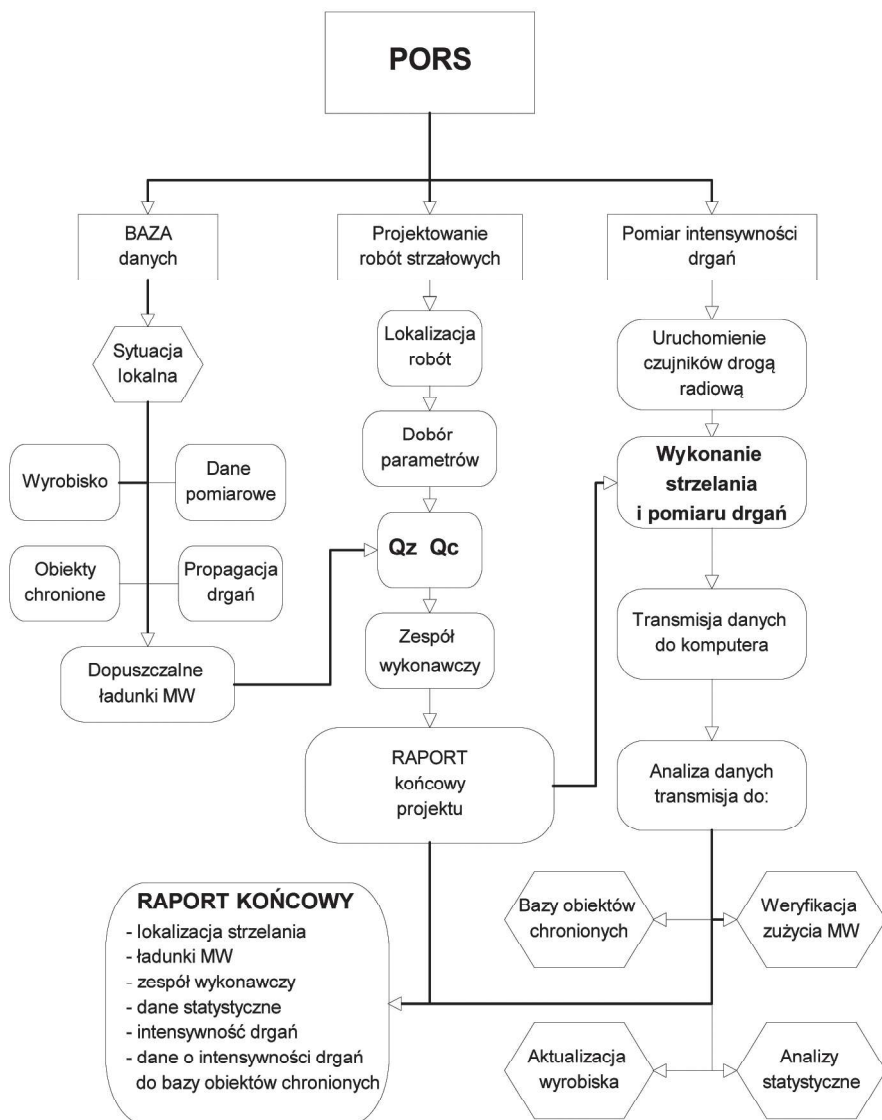 PORS
BAZA
danych
Projektowanie
robót strzałowych
Pomiar intensywności
drgań
Sytuacja
lokalna
Lokalizacja
robót
Uruchomienie
czujników drogą
radiową
Wyrobisko
Dane
pomiarowe
Dobór
parametrów
Wykonanie
strzelania
i pomiaru drgań
Obiekty
chronione
Propagacja
drgań
Qz Qc
Dopuszczalne
ładunki MW
Zespół
wykonawczy
Transmisja danych
do komputera
RAPORT
końcowy
projektu
Analiza danych
transmisja do:
RAPORT KOŃCOWY
- lokalizacja strzelania
- ładunki MW
- zespół wykonawczy
- dane statystyczne
- intensywność drgań
- dane o intensywności drgań
do bazy obiektów chronionych
Bazy obiektów
chronionych
Weryfikacja
zużycia MW
Aktualizacja
wyrobiska
Analizy
statystyczne